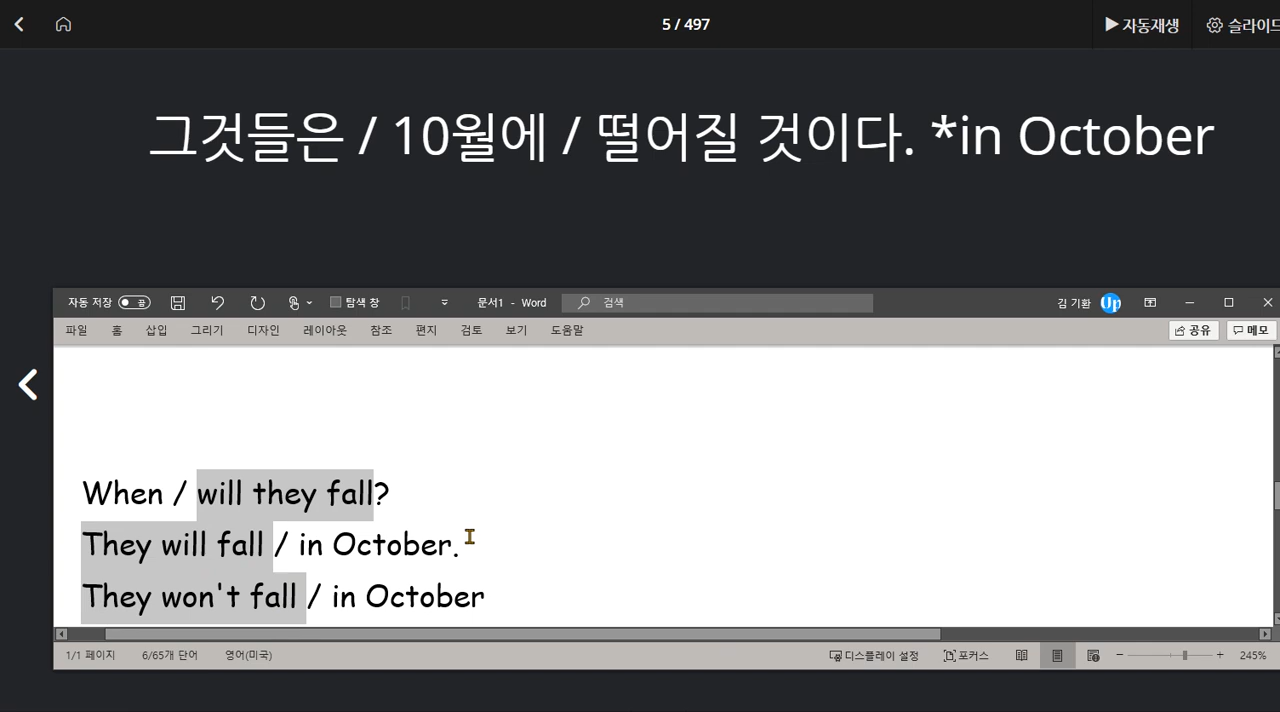 5 / 497
자동재생
슬라이드
그것들은 / 10월에 / 떨어질 것이다. *in October
자동 저장 끔
탐색 창
문서1 - Word
검색
김 기환
Up
파일 홈 삽입 그리기 디자인 레이아웃 참조 편지 검토 보기 도움말
공유 메모
When / will they fall?
They will fall / in October.
They won't fall / in October
1/1 페이지 6/65개 단어 영어(미국)
디스플레이 설정 포커스
245%